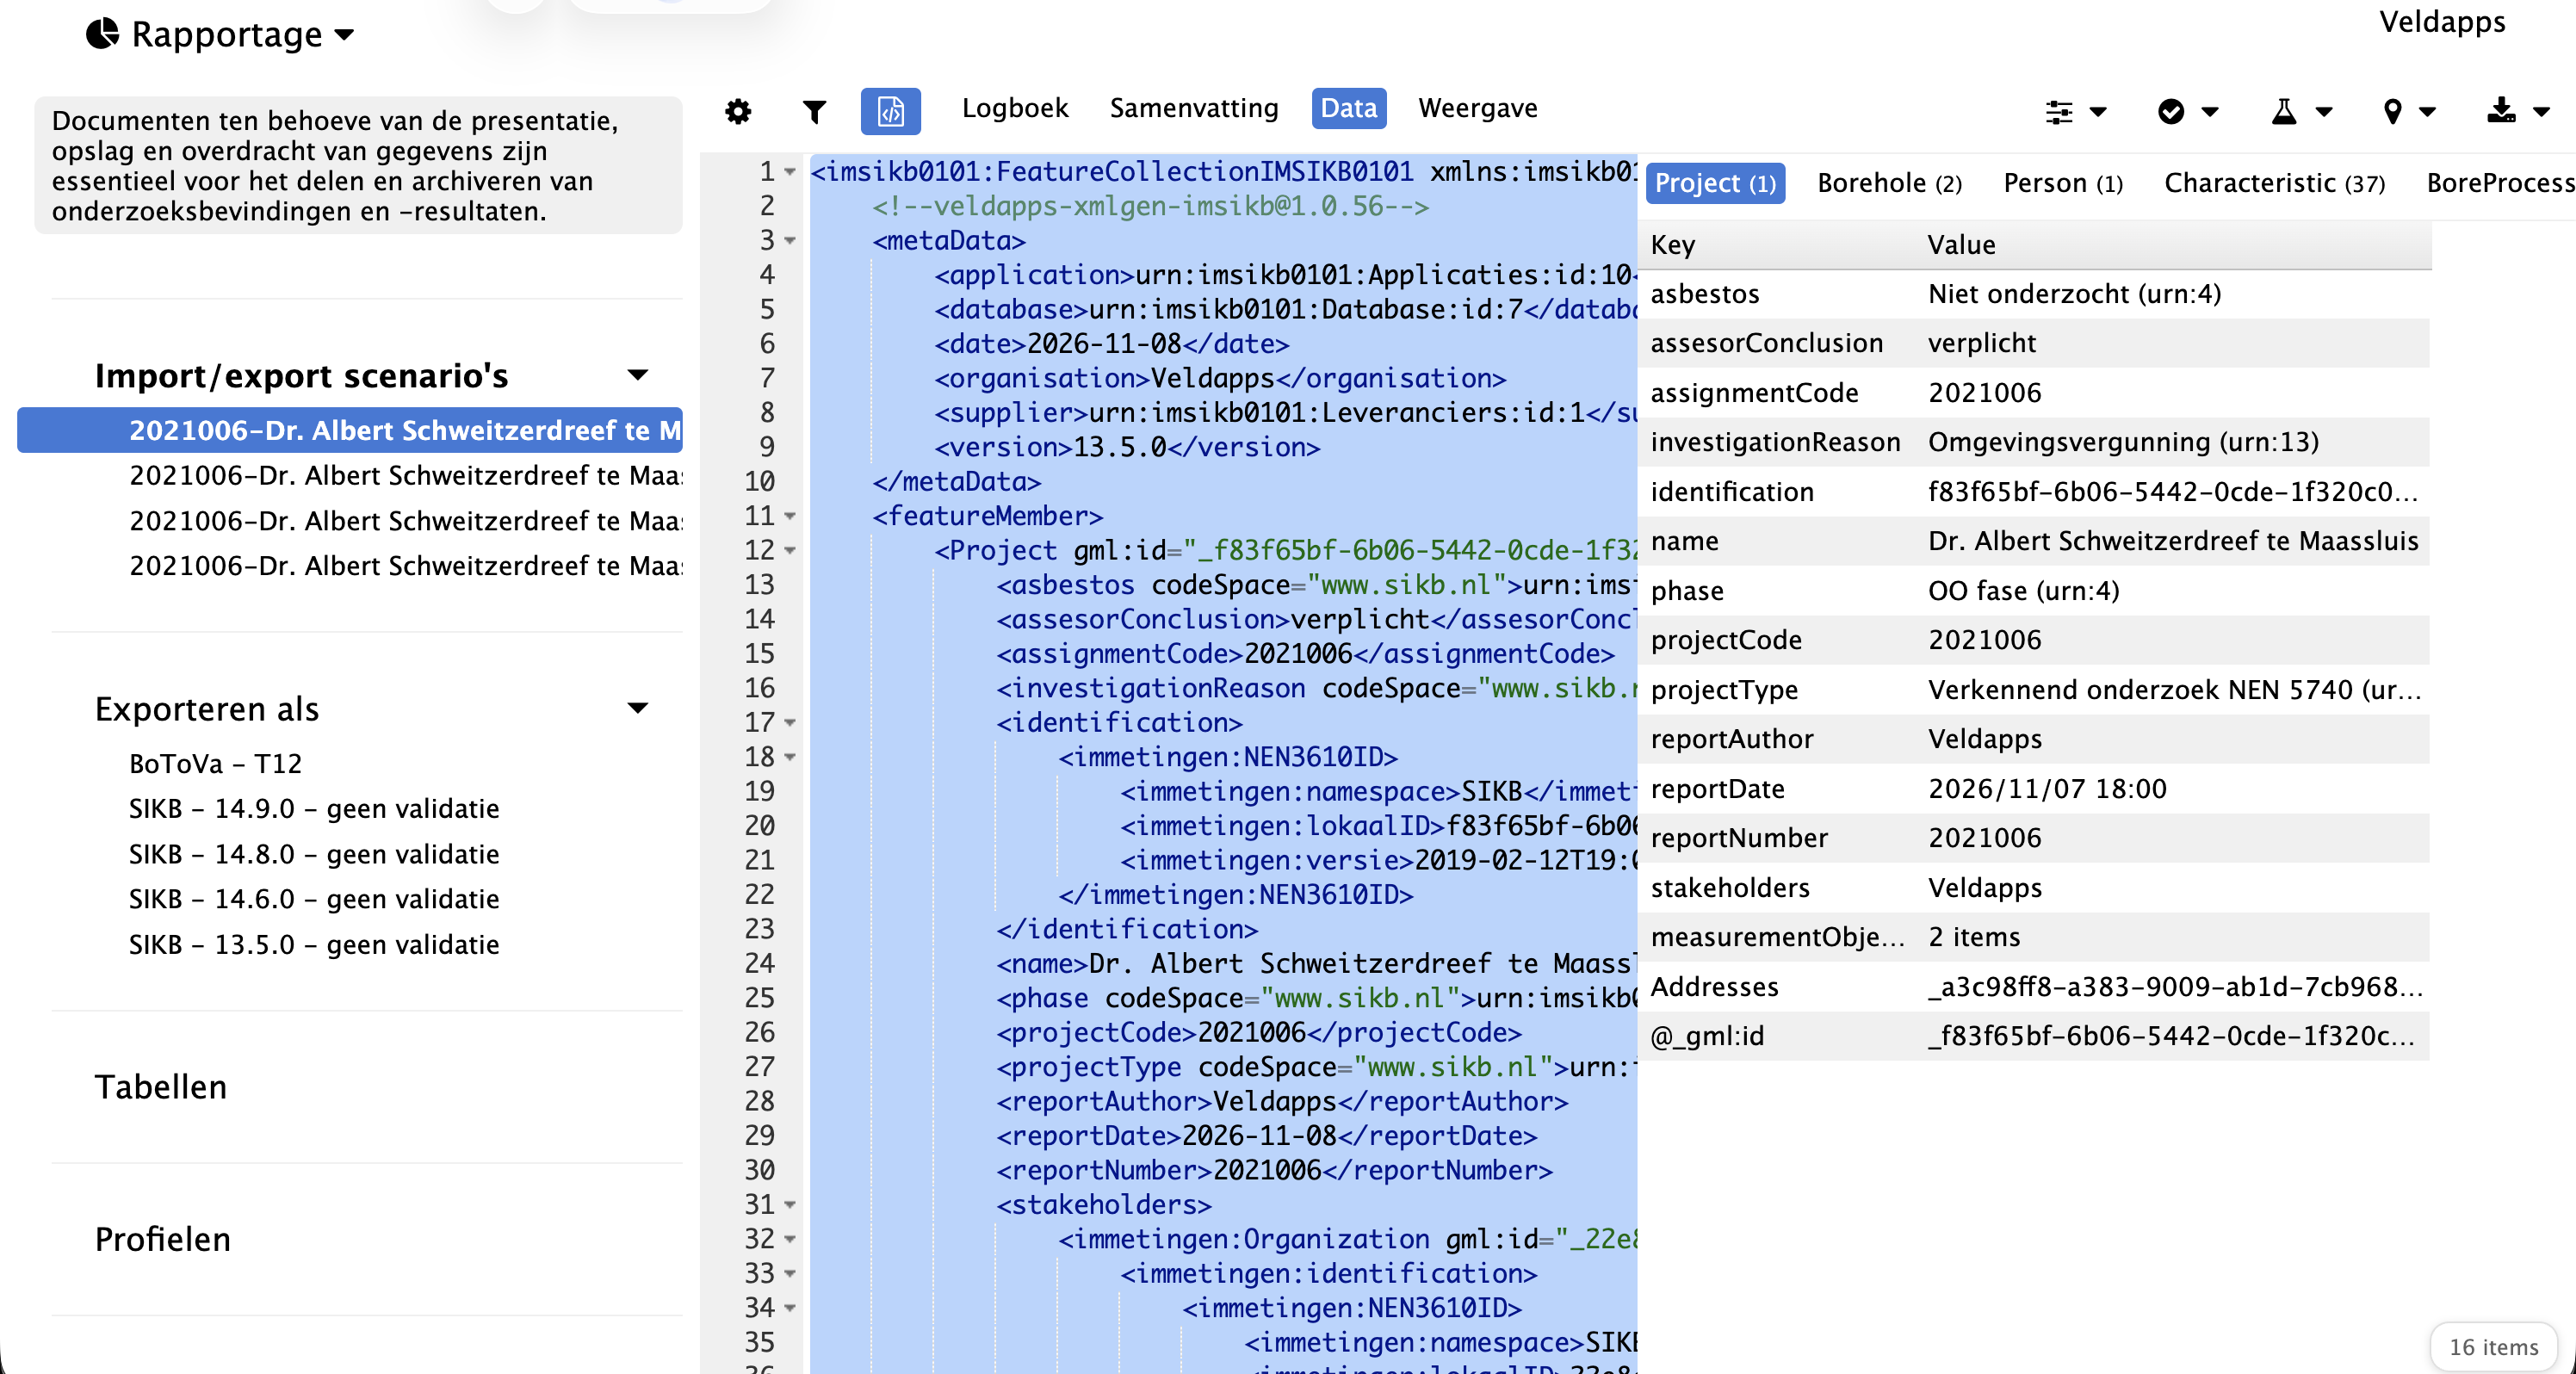 Rapportage
Veldapps
Documenten ten behoeve van de presentatie,
opslag en overdracht van gegevens zijn
essentieel voor het delen en archiveren van
onderzoeksbevindingen en -resultaten.
Import/export scenario's
2021006-Dr. Albert Schweitzerdreef te M
2021006-Dr. Albert Schweitzerdreef te Maas
2021006-Dr. Albert Schweitzerdreef te Maas
2021006-Dr. Albert Schweitzerdreef te Maas
Exporteren als
BoToVa - T12
SIKB - 14.9.0 - geen validatie
SIKB - 14.8.0 - geen validatie
SIKB - 14.6.0 - geen validatie
SIKB - 13.5.0 - geen validatie
Tabellen
Profielen
Logboek Samenvatting Data Weergave
1 <imsikb0101:FeatureCollectionIMSIKB0101 xmlns:imsikb01
2 <!--veldapps-xmlgen-imsikb@1.0.56-->
3 <metaData>
4 <application>urn:imsikb0101:Applicaties:id:10<
5 <database>urn:imsikb0101:Database:id:7</databa
6 <date>2026-11-08</date>
7 <organisation>Veldapps</organisation>
8 <supplier>urn:imsikb0101:Leveranciers:id:1</su
9 <version>13.5.0</version>
10 </metaData>
11 <featureMember>
12 <Project gml:id="_f83f65bf-6b06-5442-0cde-1f32
13 <asbestos codeSpace="www.sikb.nl">urn:ims
14 <assesorConclusion>verplicht</assesorConcl
15 <assignmentCode>2021006</assignmentCode>
16 <investigationReason codeSpace="www.sikb.n
17 <identification>
18 <immetingen:NEN3610ID>
19 <immetingen:namespace>SIKB</immeti
20 <immetingen:lokaalID>f83f65bf-6b06
21 <immetingen:versie>2019-02-12T19:0
22 </immetingen:NEN3610ID>
23 </identification>
24 <name>Dr. Albert Schweitzerdreef te Maassl
25 <phase codeSpace="www.sikb.nl">urn:imsikb0
26 <projectCode>2021006</projectCode>
27 <projectType codeSpace="www.sikb.nl">urn:i
28 <reportAuthor>Veldapps</reportAuthor>
29 <reportDate>2026-11-08</reportDate>
30 <reportNumber>2021006</reportNumber>
31 <stakeholders>
32 <immetingen:Organization gml:id="_22e8
33 <immetingen:identification>
34 <immetingen:NEN3610ID>
35 <immetingen:namespace>SIKB
Project (1) Borehole (2) Person (1) Characteristic (37) BoreProcess
Key Value
asbestos Niet onderzocht (urn:4)
assesorConclusion verplicht
assignmentCode 2021006
investigationReason Omgevingsvergunning (urn:13)
identification f83f65bf-6b06-5442-0cde-1f320c0...
name Dr. Albert Schweitzerdreef te Maassluis
phase OO fase (urn:4)
projectCode 2021006
projectType Verkennend onderzoek NEN 5740 (ur...
reportAuthor Veldapps
reportDate 2026/11/07 18:00
reportNumber 2021006
stakeholders Veldapps
measurementObje... 2 items
Addresses _a3c98ff8-a383-9009-ab1d-7cb968...
@_gml:id _f83f65bf-6b06-5442-0cde-1f320c...
16 items